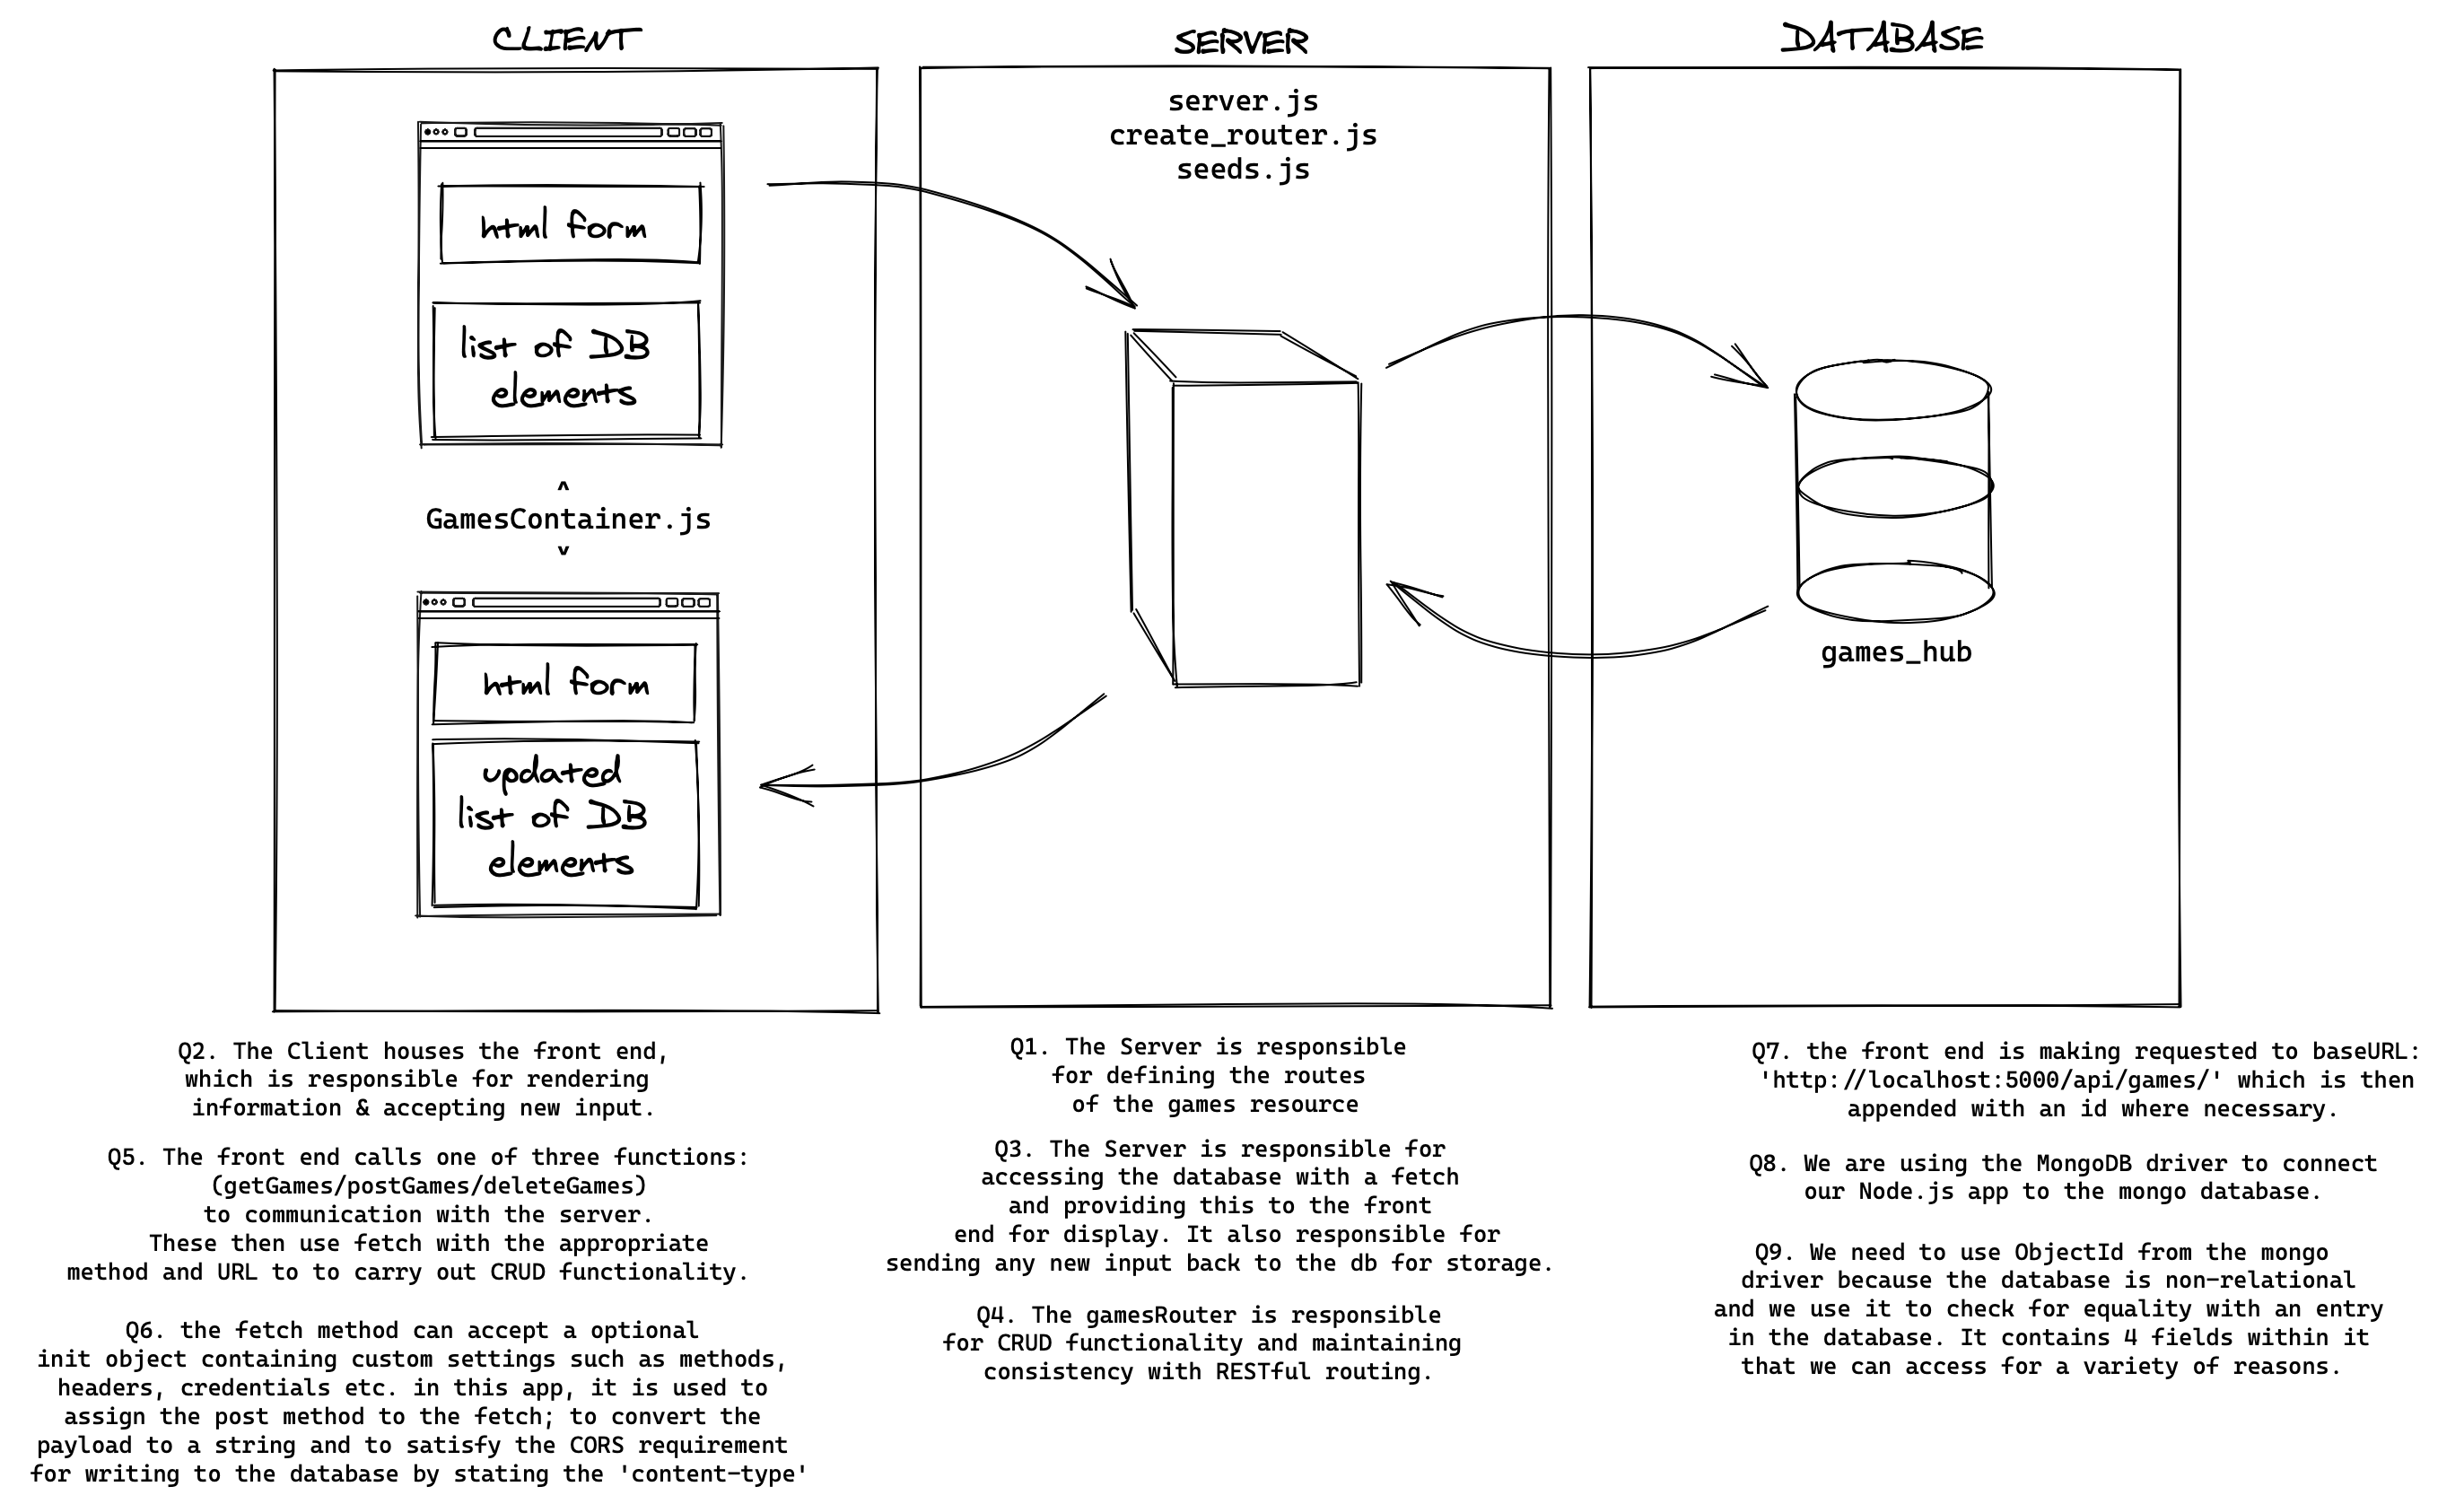 CLIENT
html form
list of DB
elements
^
GamesContainer.js
v
html form
updated
list of DB
elements
SERVER
server.js
create_router.js
seeds.js
DATABASE
games_hub
Q2. The Client houses the front end,
which is responsible for rendering
information & accepting new input.
Q5. The front end calls one of three functions:
(getGames/postGames/deleteGames)
to communication with the server.
These then use fetch with the appropriate
method and URL to to carry out CRUD functionality.
Q6. the fetch method can accept a optional
init object containing custom settings such as methods,
headers, credentials etc. in this app, it is used to
assign the post method to the fetch; to convert the
payload to a string and to satisfy the CORS requirement
for writing to the database by stating the 'content-type'
Q1. The Server is responsible
for defining the routes
of the games resource
Q3. The Server is responsible for
accessing the database with a fetch
and providing this to the front
end for display. It also responsible for
sending any new input back to the db for storage.
Q4. The gamesRouter is responsible
for CRUD functionality and maintaining
consistency with RESTful routing.
Q7. the front end is making requested to baseURL:
'http://localhost:5000/api/games/' which is then
appended with an id where necessary.
Q8. We are using the MongoDB driver to connect
our Node.js app to the mongo database.
Q9. We need to use ObjectId from the mongo
driver because the database is non-relational
and we use it to check for equality with an entry
in the database. It contains 4 fields within it
that we can access for a variety of reasons.